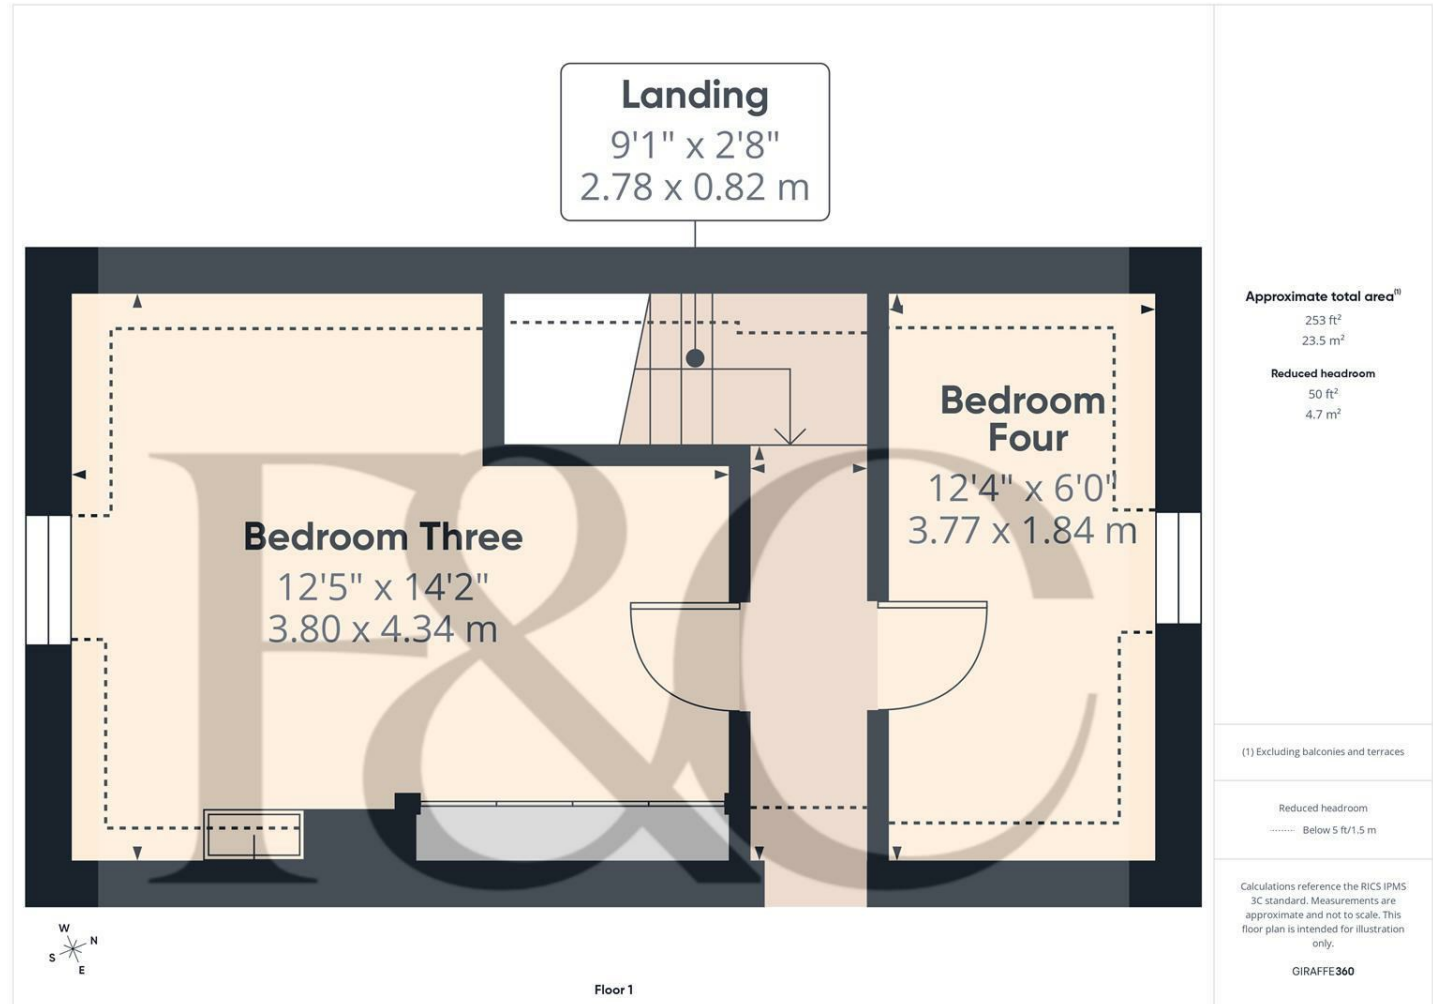 Landing
9'1" x 2'8"
2.78 x 0.82 m
Bedroom Three
12'5" x 14'2"
3.80 x 4.34 m
Bedroom
Four
12'4" x 6'0"
3.77 x 1.84 m
F&C
W
N
S
E
Floor 1
Approximate total area(1)
253 ft²
23.5 m²
Reduced headroom
50 ft²
4.7 m²
(1) Excluding balconies and terraces
Reduced headroom
Below 5 ft/1.5 m
Calculations reference the RICS IPMS
3C standard. Measurements are
approximate and not to scale. This
floor plan is intended for illustration
only.
GIRAFFE360